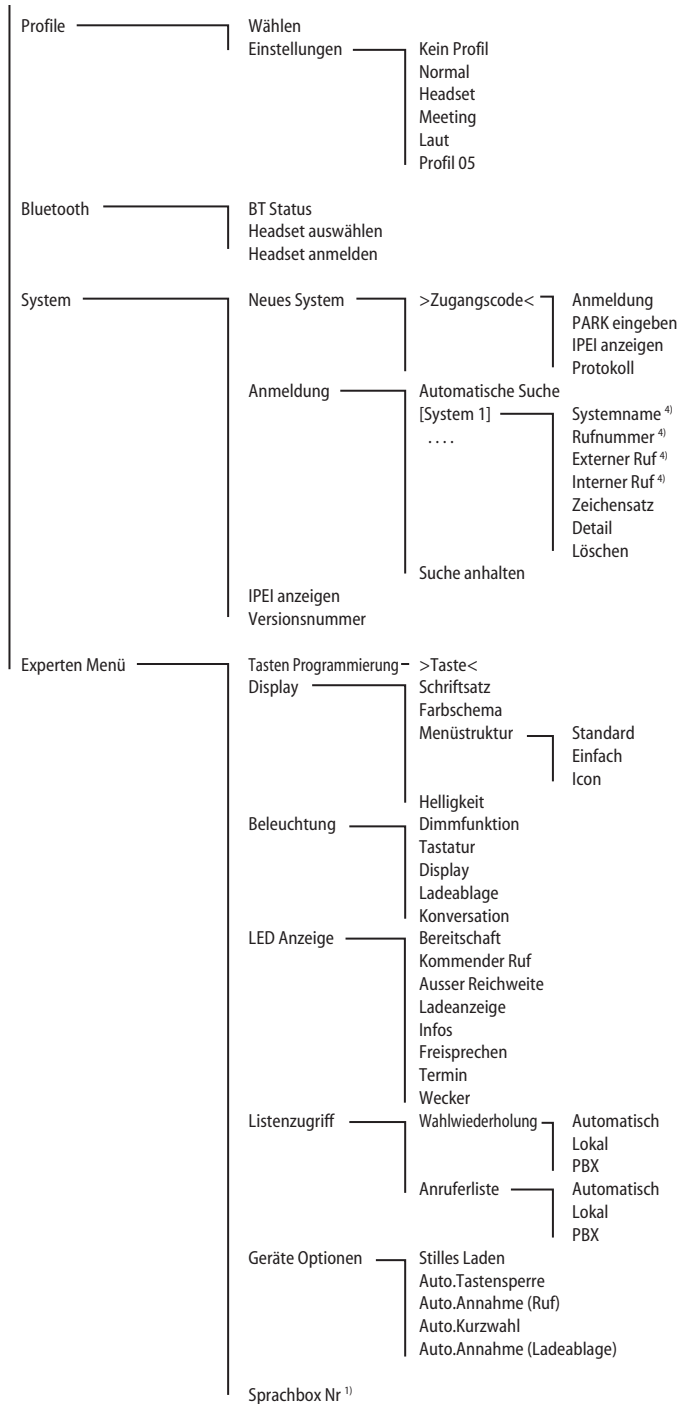 Profile Wählen
Einstellungen Kein Profil
Normal
Headset
Meeting
Laut
Profil 05
Bluetooth BT Status
Headset auswählen
Headset anmelden
System Neues System >Zugangscode< Anmeldung
PARK eingeben
IPEI anzeigen
Protokoll
Anmeldung Automatische Suche
[System 1] Systemname 4)
.... Rufnummer 4)
Externer Ruf 4)
Interner Ruf 4)
Zeichensatz
Detail
Löschen
Suche anhalten
IPEI anzeigen
Versionsnummer
Experten Menü Tasten Programmierung >Taste<
Display Schriftsatz
Farbschema
Menüstruktur Standard
Einfach
Icon
Helligkeit
Beleuchtung Dimmfunktion
Tastatur
Display
Ladeablage
Konversation
LED Anzeige Bereitschaft
Kommender Ruf
Ausser Reichweite
Ladeanzeige
Infos
Freisprechen
Termin
Wecker
Listenzugriff Wahlwiederholung Automatisch
Lokal
PBX
Anruferliste Automatisch
Lokal
PBX
Geräte Optionen Stilles Laden
Auto.Tastensperre
Auto.Annahme (Ruf)
Auto.Kurzwahl
Auto.Annahme (Ladeablage)
Sprachbox Nr 1)